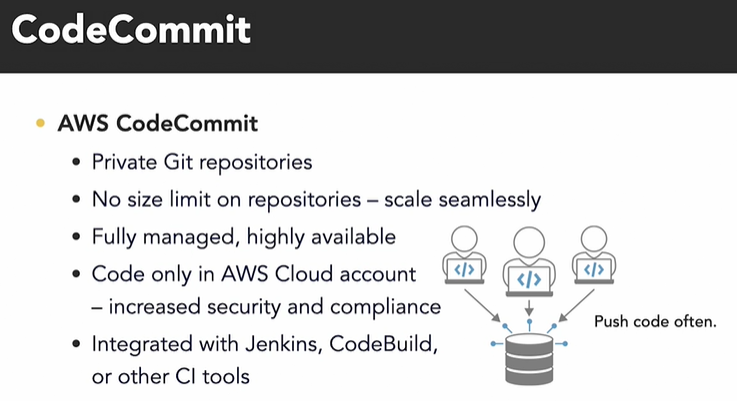 CodeCommit
• AWS CodeCommit
• Private Git repositories
• No size limit on repositories – scale seamlessly
• Fully managed, highly available
• Code only in AWS Cloud account
– increased security and compliance
• Integrated with Jenkins, CodeBuild,
or other CI tools
</>
</>
</>
Push code often.